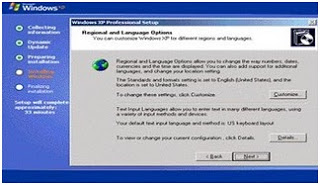 Windows XP
Collecting
information
Dynamic
Update
Preparing
installation
Installing
Windows
Finalizing
installation
Setup will complete
approximately:
33 minutes
Windows XP Professional Setup
Regional and Language Options
You can customize Windows XP for different regions and languages.
Regional and Language Options allow you to change the way numbers, dates,
currencies and the time are displayed. You can also add support for additional
languages, and change your location setting.
The Standards and formats setting is set to English (United States), and the
location is set to United States.
To change these settings, click Customize.
Customize...
Text Input Languages allow you to enter text in many different languages, using
a variety of input methods and devices.
Your default text input language and method is: US keyboard layout
To view or change your current configuration, click Details.
Details...
< Back
Next >